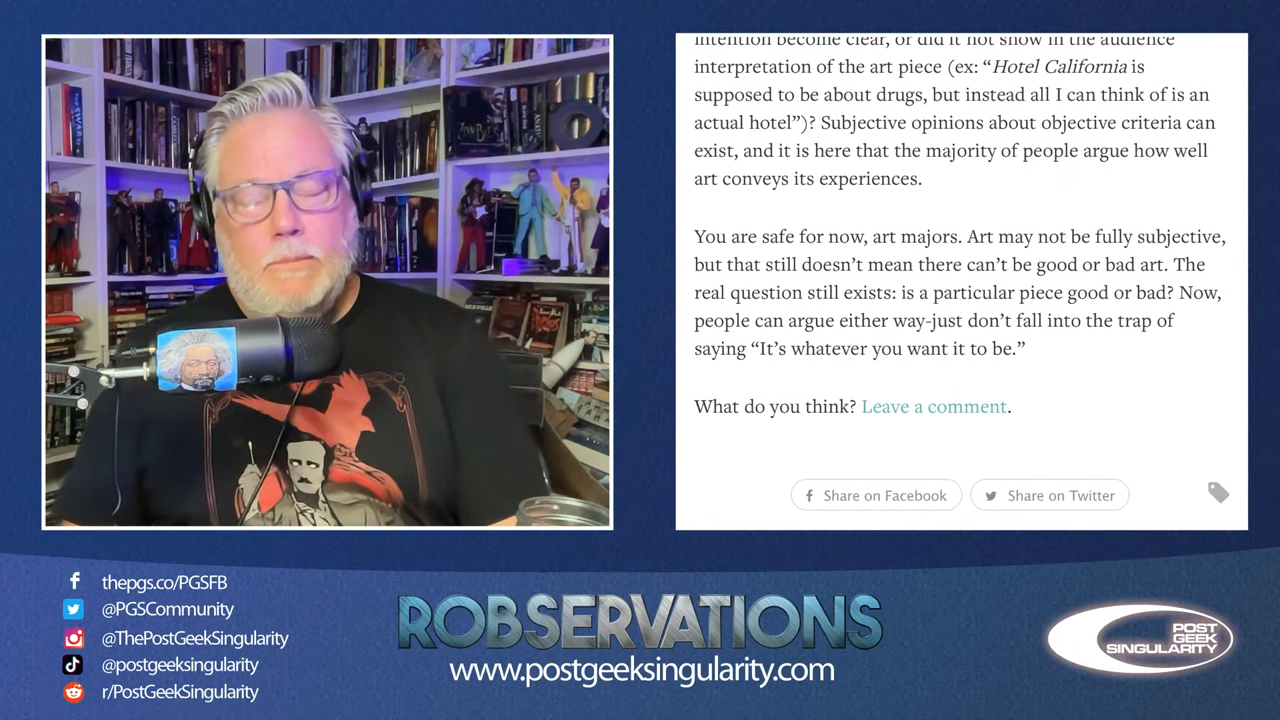 intention become clear, or did it not show in the audience
interpretation of the art piece (ex: “Hotel California is
supposed to be about drugs, but instead all I can think of is an
actual hotel”)? Subjective opinions about objective criteria can
exist, and it is here that the majority of people argue how well
art conveys its experiences.
You are safe for now, art majors. Art may not be fully subjective,
but that still doesn’t mean there can’t be good or bad art. The
real question still exists: is a particular piece good or bad? Now,
people can argue either way-just don’t fall into the trap of
saying “It’s whatever you want it to be.”
What do you think? Leave a comment.
Share on Facebook
Share on Twitter
thepgs.co/PGSFB
@PGSCommunity
@ThePostGeekSingularity
@postgeeksingularity
r/PostGeekSingularity
ROBSERVATIONS
www.postgeeksingularity.com
POST
GEEK
SINGULARITY